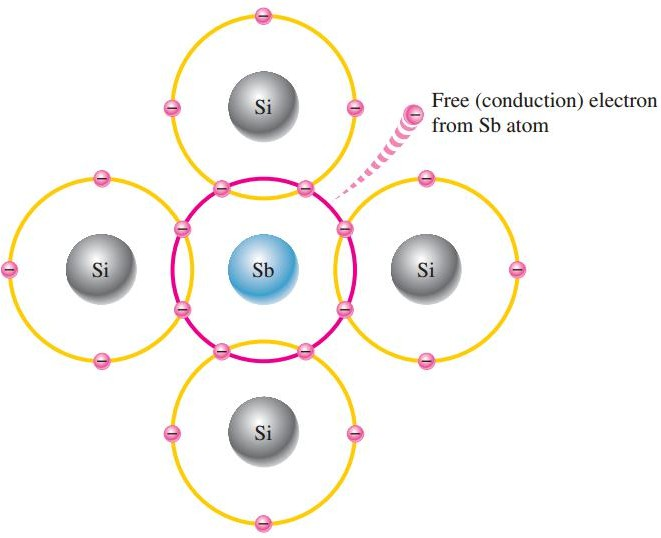 Si
Free (conduction) electron
from Sb atom
Si
Sb
Si
Si